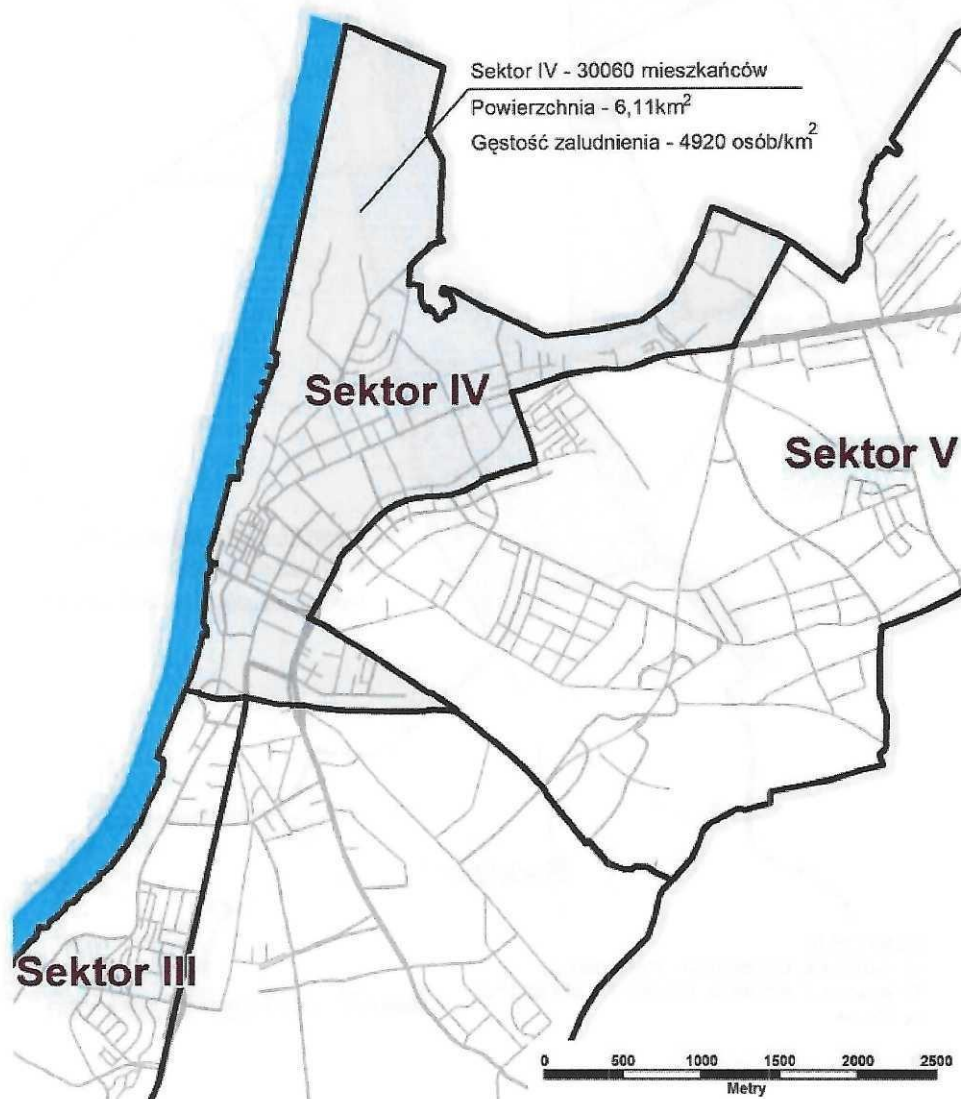 Sektor IV - 30060 mieszkańców
Powierzchnia - 6,11km²
Gęstość zaludnienia - 4920 osób/km²
Sektor IV
Sektor V
Sektor III
0 500 1000 1500 2000 2500
Metry